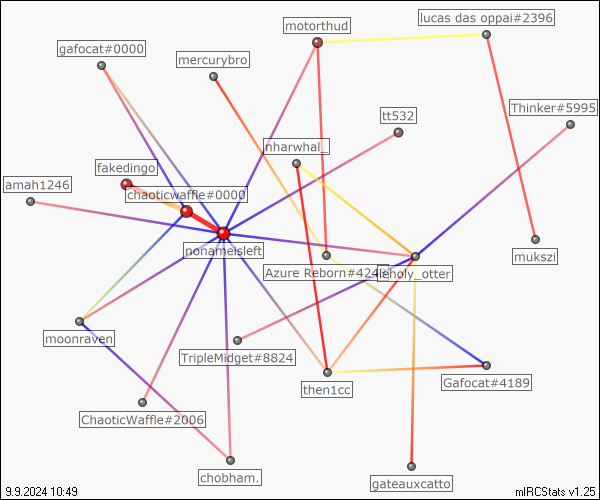 lucas das oppai#2396
motorthud
gafocat#0000
mercurybro
Thinker#5995
tt532
nharwhal_
fakedingo
amah1246
chaoticwaffle#0000
nonameisleft
mukszi
Azure Reborn#424
leholy_otter
moonraven
TripleMidget#8824
then1cc
Gafocat#4189
ChaoticWaffle#2006
chobham.
gateauxcatto
9.9.2024 10:49
mIRCStats v1.25